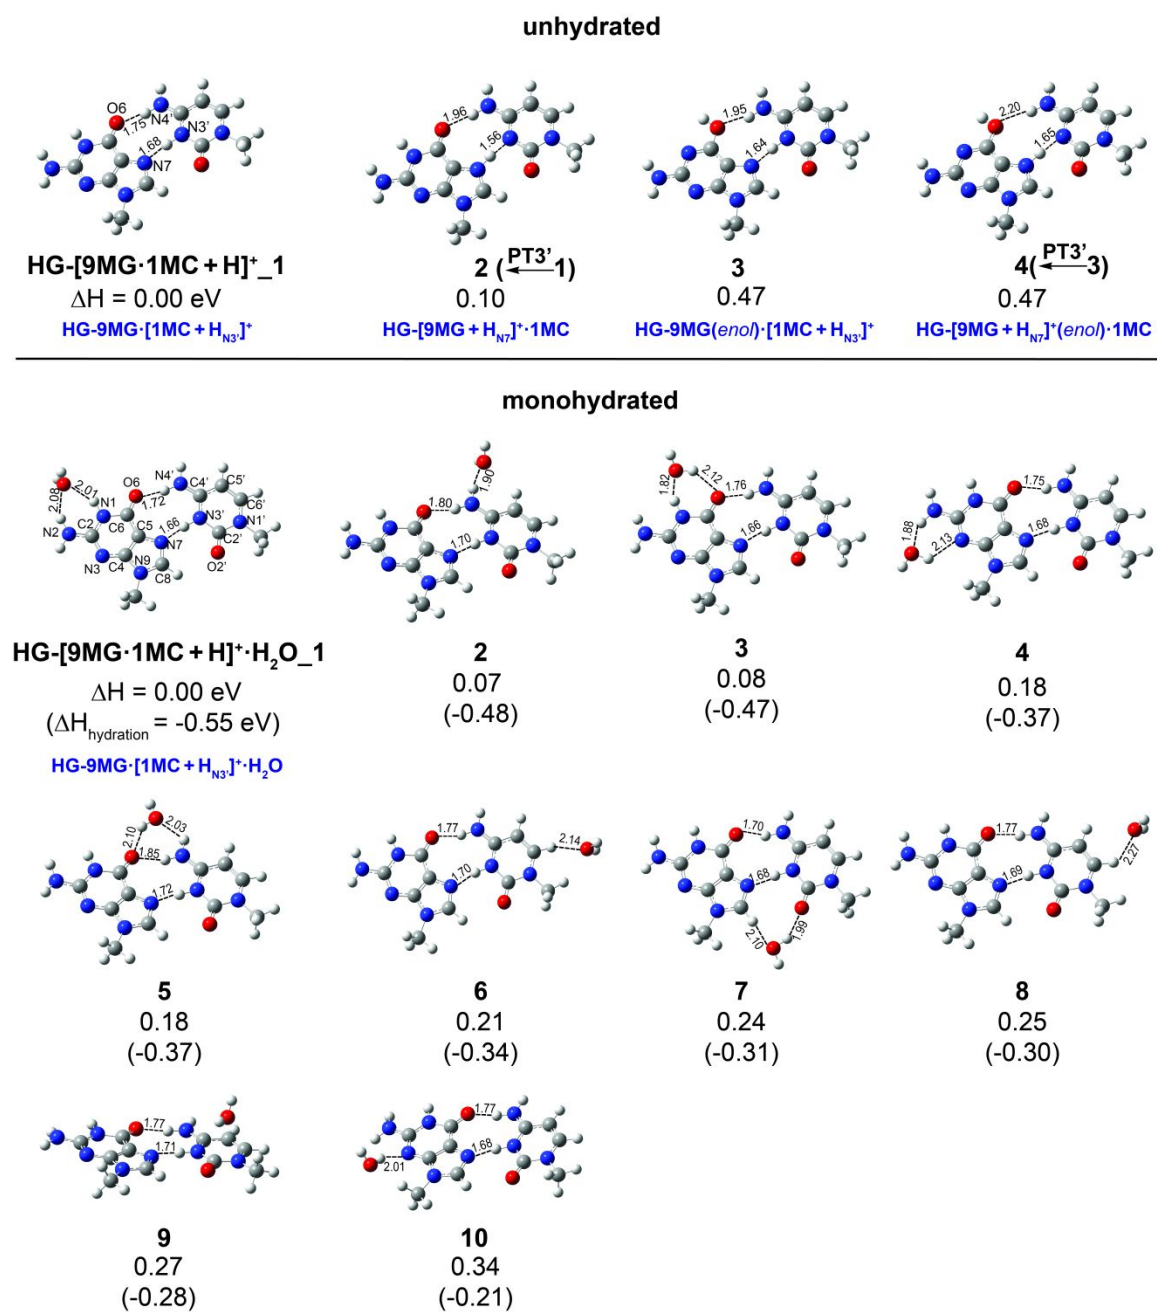 unhydrated
O6
N4'
1.75
N3'
1.68
N7
1.96
1.56
1.95
1.64
2.20
1.65
HG-[9MG·1MC + H]⁺_1
2 (PT3' ←1)
3
4(PT3' ←3)
ΔH = 0.00 eV
0.10
0.47
0.47
HG-9MG·[1MC + H_N3']⁺
HG-[9MG + H_N7]⁺·1MC
HG-9MG(enol)·[1MC + H_N3']⁺
HG-[9MG + H_N7]⁺(enol)·1MC
monohydrated
2.01
2.08
N1
O6
N4'
C4'
C5'
1.72
C6'
N2
C2
C6
C5
1.66
N3'
N1'
N7
C2'
N3
C4
N9
C8
O2'
1.90
1.80
1.70
2.12
1.82
1.76
1.66
1.75
1.88
2.13
1.68
HG-[9MG·1MC + H]⁺·H₂O_1
2
3
4
ΔH = 0.00 eV
0.07
0.08
0.18
(ΔH_hydration = -0.55 eV)
(-0.48)
(-0.47)
(-0.37)
HG-9MG·[1MC + H_N3']⁺·H₂O
2.10
2.03
1.85
1.72
1.77
2.14
1.70
1.70
1.68
2.10
1.99
1.77
2.27
1.69
5
6
7
8
0.18
0.21
0.24
0.25
(-0.37)
(-0.34)
(-0.31)
(-0.30)
1.77
1.71
1.77
1.68
2.01
9
10
0.27
0.34
(-0.28)
(-0.21)